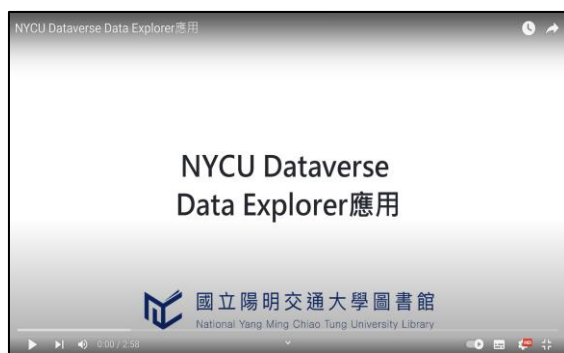 NYCU Dataverse Data Explorer應用
NYCU Dataverse
Data Explorer應用
國立陽明交通大學圖書館
National Yang Ming Chiao Tung University Library
0:00 / 2:58